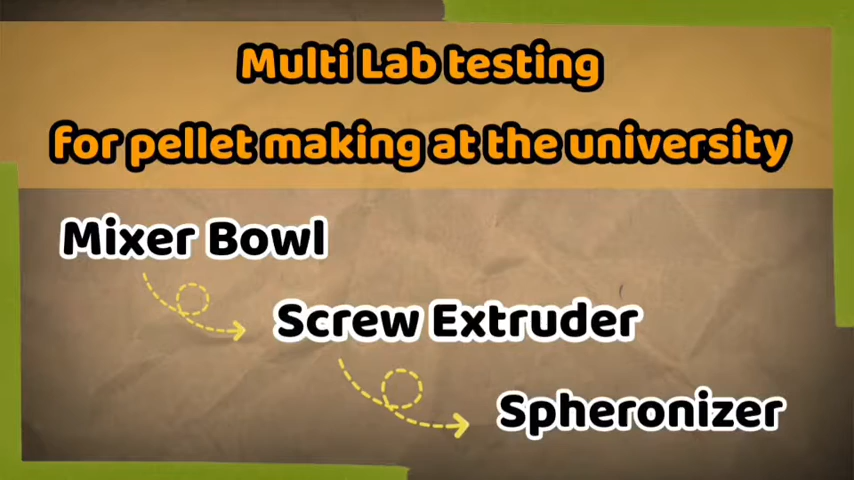 Multi Lab testing
for pellet making at the university
Mixer Bowl
Screw Extruder
Spheronizer